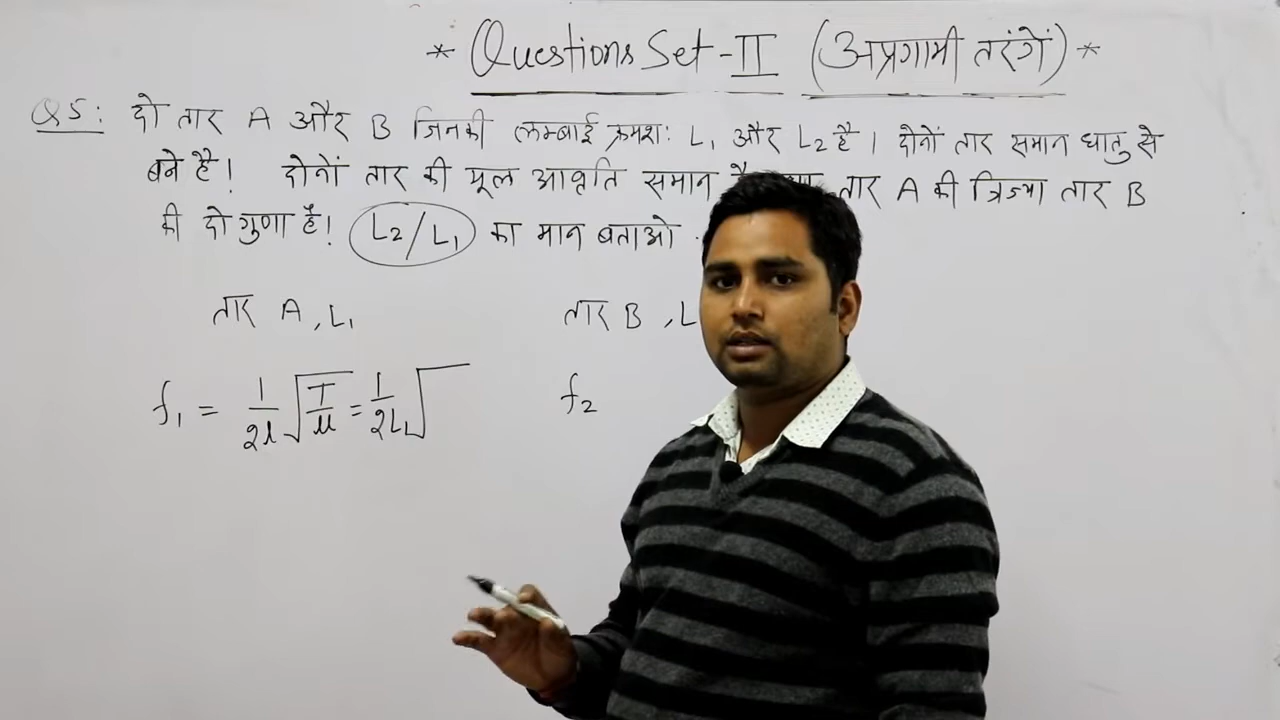 * Questions Set-II (अप्रगामी तरंगें) *
Q5: दो तार A और B जिनकी लम्बाई क्रमश: L₁ और L₂ है। दोनों तार समान धातु से
बने है! दोनों तार की मूल आवृति समान तार A की त्रिज्या तार B
की दो गुणा है! L₂/L₁ का मान बताओ
तार A, L₁ तार B, L
f₁ = 1/2l √T/μ = 1/2L₁ √ f₂